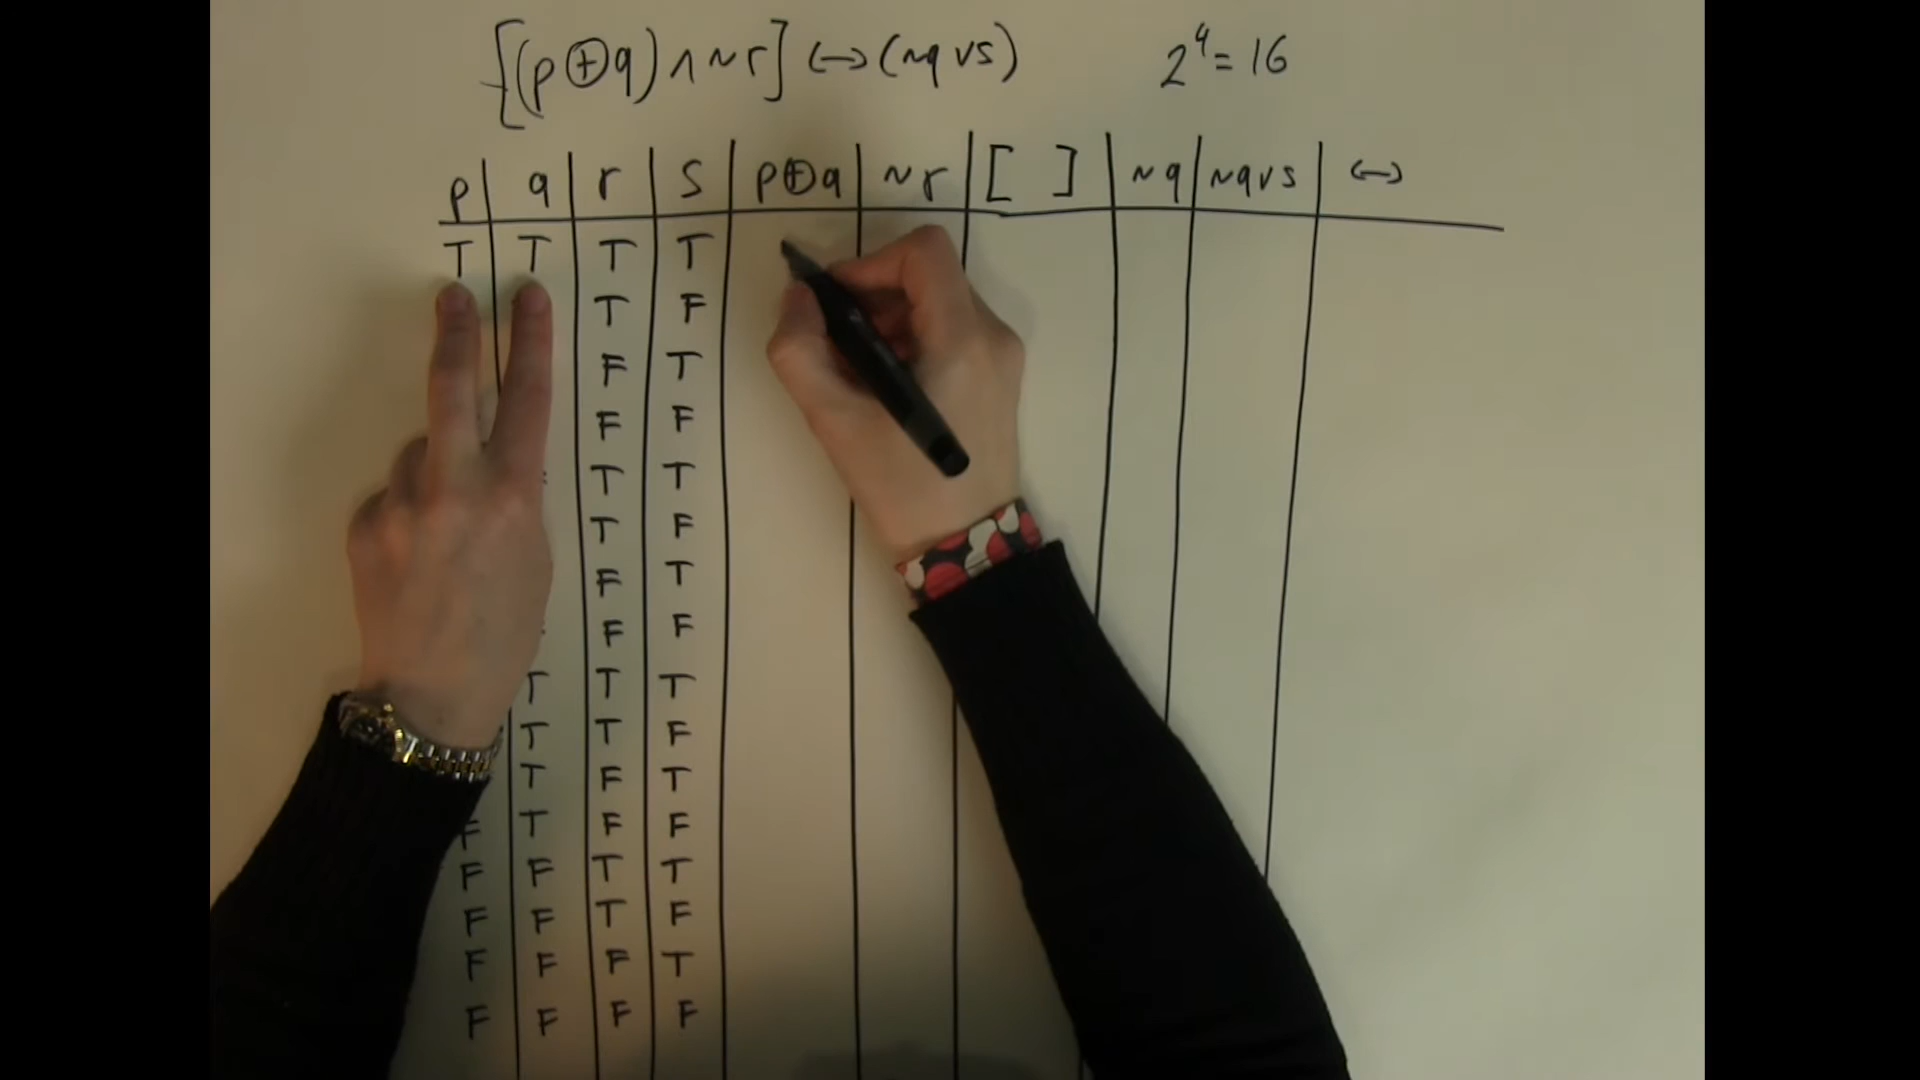 [(p ⊕ q) ∧ ~r] ↔ (~q ∨ s) 2⁴ = 16
p q r s p⊕q ~r [ ] ~q ~q∨s ↔
T T T T
T F
F T
F F
T T
T F
F T
F F
T T T
T T F
T F T
F T F F
F F T T
F F T F
F F F T
F F F F